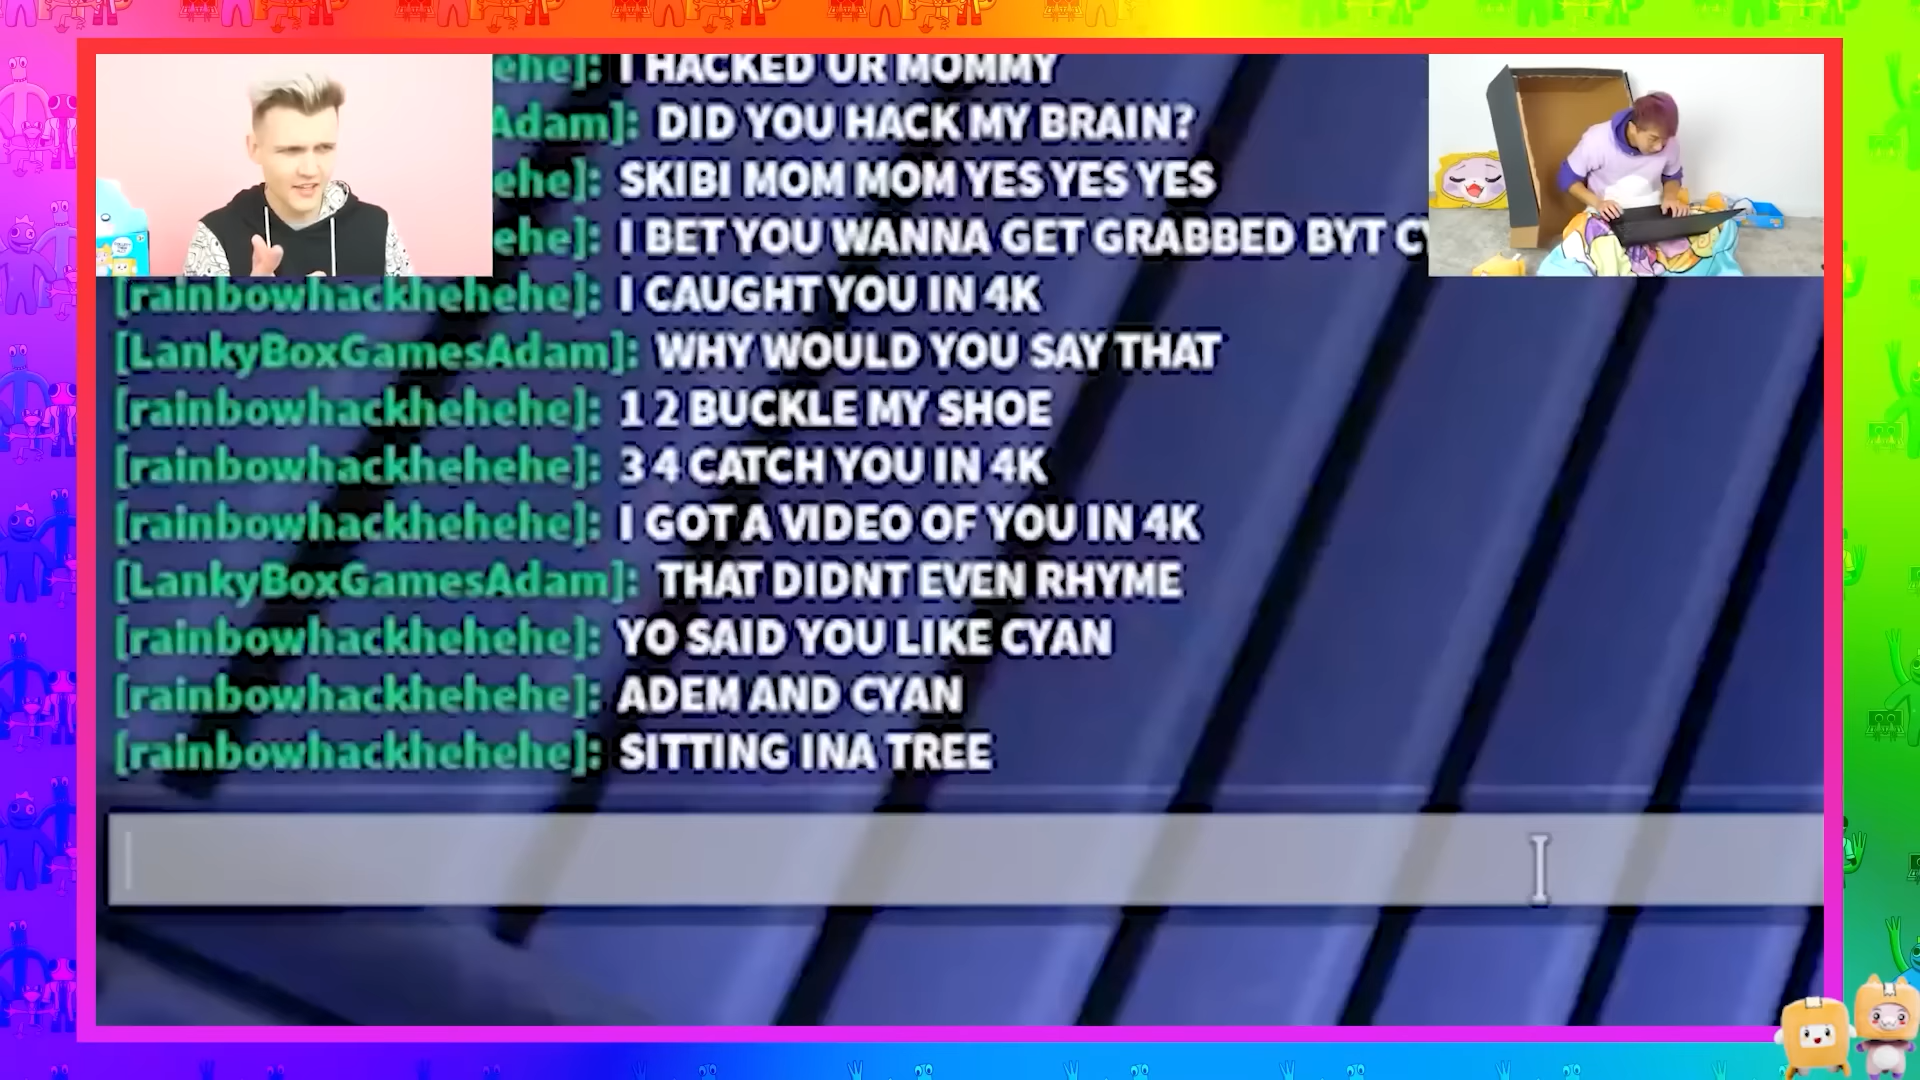 ehe]: I HACKED UR MOMMY
Adam]: DID YOU HACK MY BRAIN?
ehe]: SKIBI MOM MOM YES YES YES
ehe]: I BET YOU WANNA GET GRABBED BYT CY
[rainbowhackhehehe]: I CAUGHT YOU IN 4K
[LankyBoxGamesAdam]: WHY WOULD YOU SAY THAT
[rainbowhackhehehe]: 1 2 BUCKLE MY SHOE
[rainbowhackhehehe]: 3 4 CATCH YOU IN 4K
[rainbowhackhehehe]: I GOT A VIDEO OF YOU IN 4K
[LankyBoxGamesAdam]: THAT DIDNT EVEN RHYME
[rainbowhackhehehe]: YO SAID YOU LIKE CYAN
[rainbowhackhehehe]: ADEM AND CYAN
[rainbowhackhehehe]: SITTING INA TREE